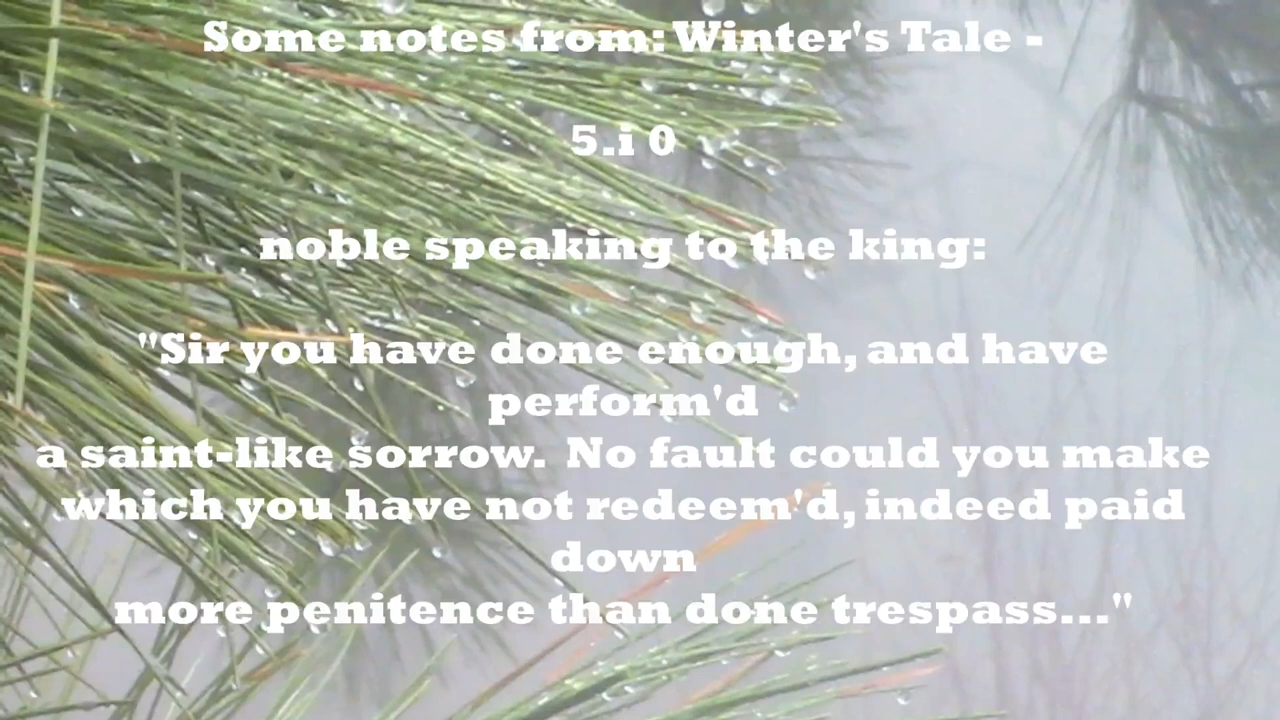 Some notes from: Winter's Tale -
5.i 0
noble speaking to the king:
"Sir you have done enough, and have
perform'd
a saint-like sorrow. No fault could you make
which you have not redeem'd, indeed paid
down
more penitence than done trespass..."